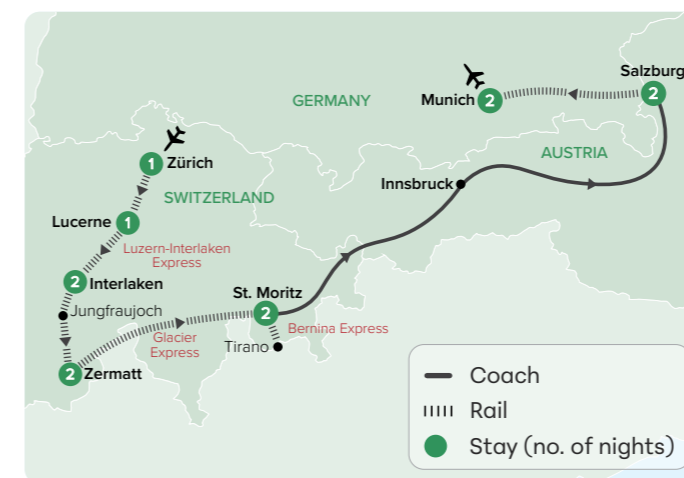 Salzburg
2
GERMANY
Munich
2
AUSTRIA
1
Zürich
Innsbruck
SWITZERLAND
Lucerne
1
Luzern-Interlaken
Express
2
Interlaken
St. Moritz
2
Jungfraujoch
Bernina Express
Glacier
Express
Tirano
2
Zermatt
Coach
Rail
Stay (no. of nights)